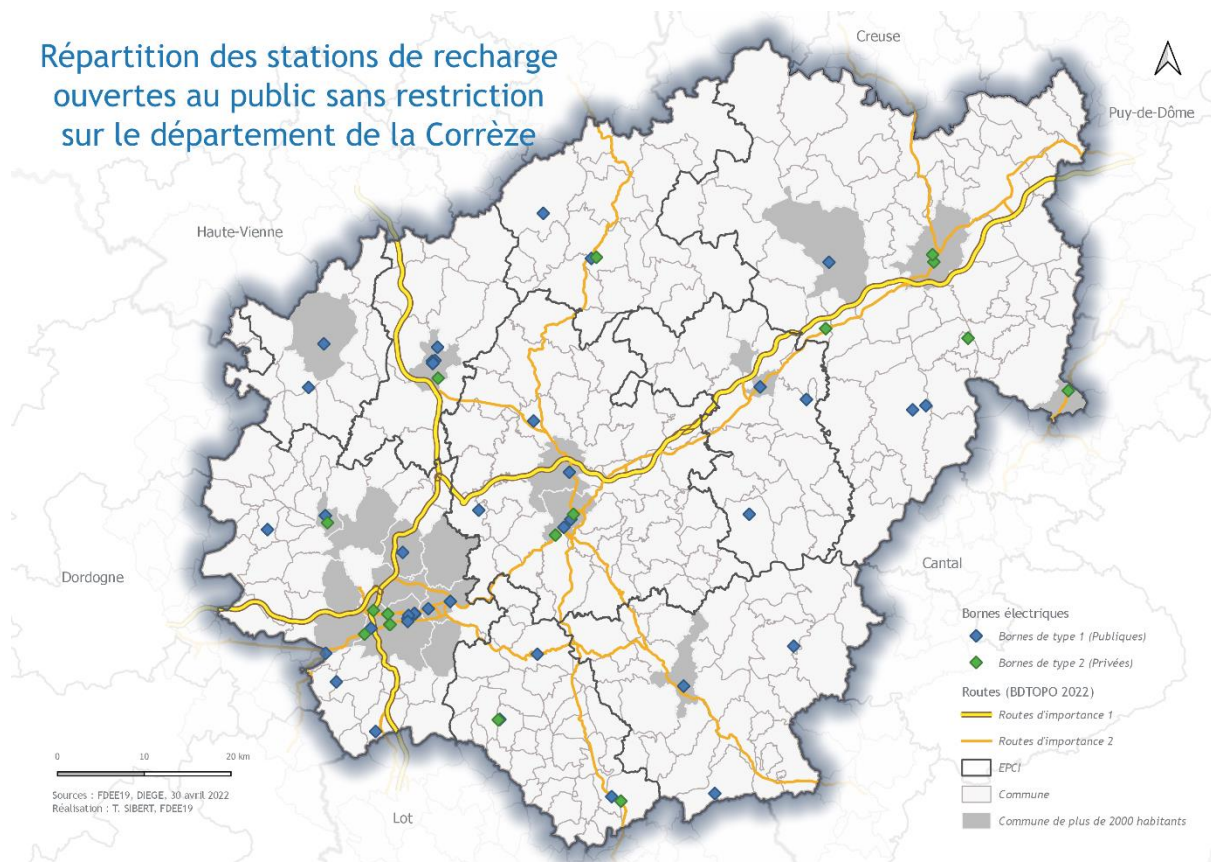 Répartition des stations de recharge
ouvertes au public sans restriction
sur le département de la Corrèze
Creuse
Puy-de-Dôme
Haute-Vienne
Dordogne
Cantal
Lot
Bornes électriques
Bornes de type 1 (Publiques)
Bornes de type 2 (Privées)
Routes (BDTOPO 2022)
Routes d'importance 1
Routes d'importance 2
EPCI
Commune
Commune de plus de 2000 habitants
0 10 20 km
Sources : FDEE19, DIEGE, 30 avril 2022
Réalisation : T. SIBERT, FDEE19